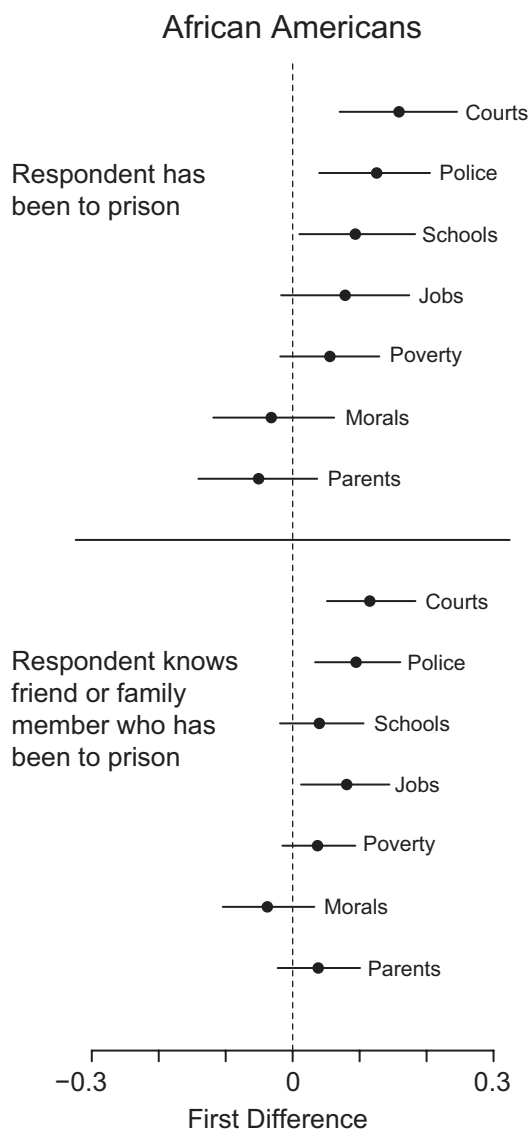 African Americans
Courts
Respondent has
been to prison
Police
Schools
Jobs
Poverty
Morals
Parents
Courts
Respondent knows
friend or family
member who has
been to prison
Police
Schools
Jobs
Poverty
Morals
Parents
−0.3 0 0.3
First Difference